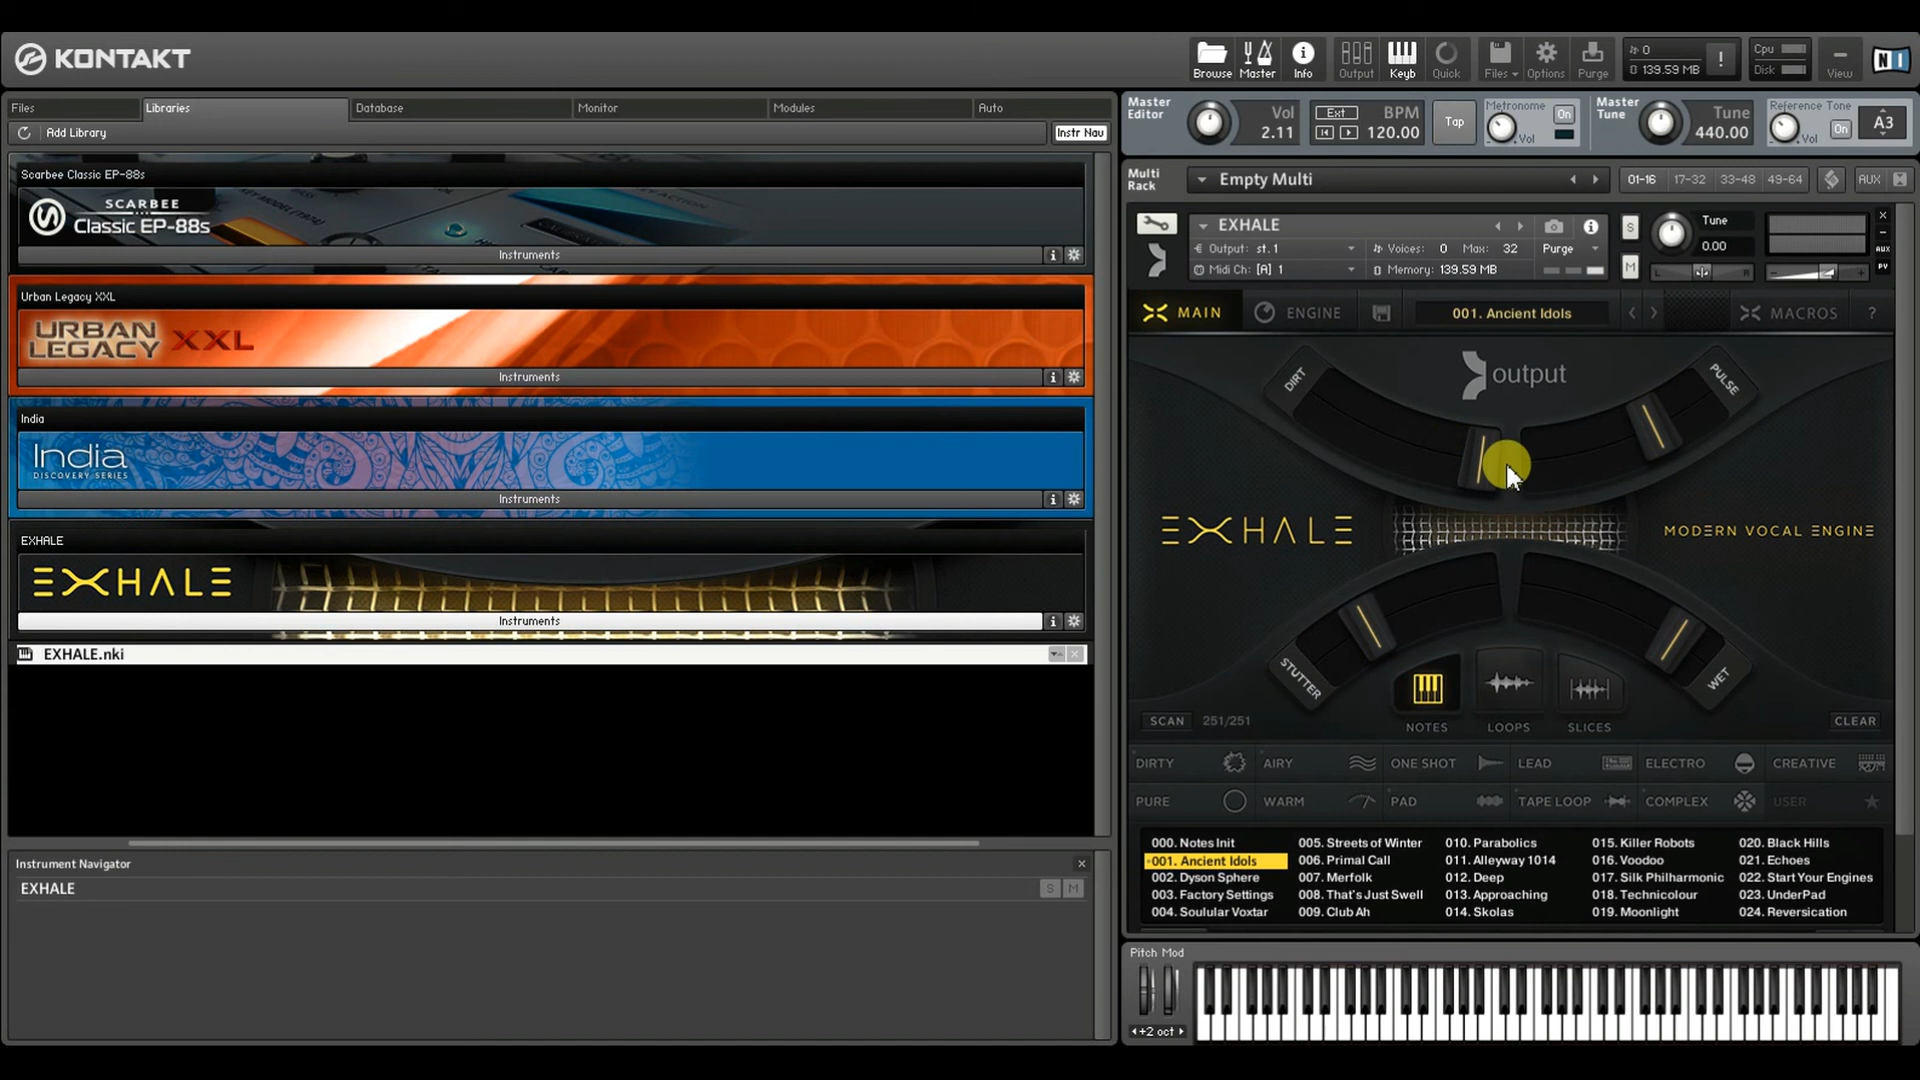 KONTAKT
Browse Master Info Output Keyb Quick Files Options Purge
0
139.59 MB
!
Cpu
Disk
View
NI
Files Libraries Database Monitor Modules Auto
Add Library
Instr Nav
Scarbee Classic EP-88s
SCARBEE
Classic EP-88s
Instruments
Urban Legacy XXL
URBAN
LEGACY XXL
Instruments
India
India
DISCOVERY SERIES
Instruments
EXHALE
EXHALE
Instruments
EXHALE.nki
Instrument Navigator
EXHALE
S M
Master
Editor
Vol
2.11
Ext
BPM
120.00
Tap
Metronome
On
Vol
Master
Tune
Tune
440.00
Reference Tone
On
Vol
A3
Multi
Rack
Empty Multi
01-16 17-32 33-48 49-64
AUX
EXHALE
Output: st.1
Voices: 0 Max: 32
Purge
Midi Ch: [A] 1
Memory: 139.59 MB
S
M
Tune
0.00
L R
AUX
PV
MAIN ENGINE 001. Ancient Idols MACROS ?
DIRT
output
PULSE
EXHALE
MODERN VOCAL ENGINE
STUTTER
WET
NOTES LOOPS SLICES
SCAN 251/251
CLEAR
DIRTY AIRY ONE SHOT LEAD ELECTRO CREATIVE
PURE WARM PAD TAPE LOOP COMPLEX USER
000. Notes Init 005. Streets of Winter 010. Parabolics 015. Killer Robots 020. Black Hills
001. Ancient Idols 006. Primal Call 011. Alleyway 1014 016. Voodoo 021. Echoes
002. Dyson Sphere 007. Merfolk 012. Deep 017. Silk Philharmonic 022. Start Your Engines
003. Factory Settings 008. That's Just Swell 013. Approaching 018. Technicolour 023. UnderPad
004. Soulular Voxtar 009. Club Ah 014. Skolas 019. Moonlight 024. Reversication
Pitch Mod
+2 oct